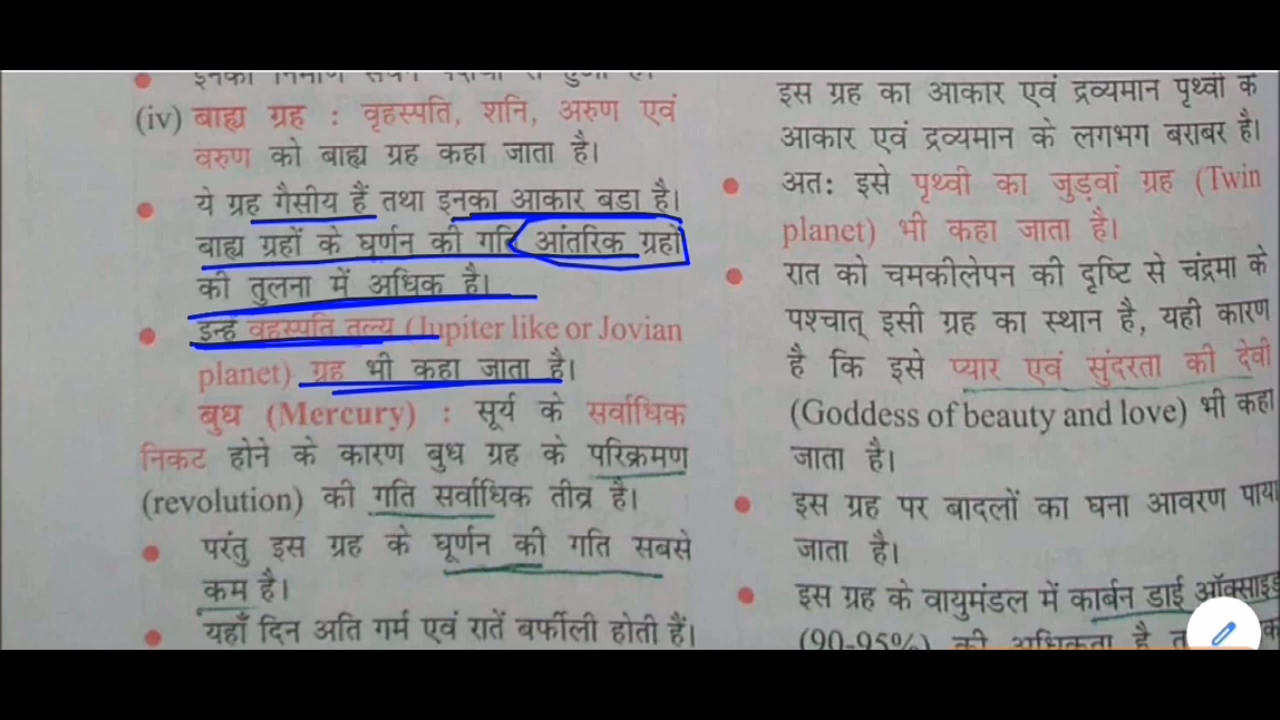 (iv) बाह्य ग्रह : वृहस्पति, शनि, अरुण एवं
वरुण को बाह्य ग्रह कहा जाता है।
ये ग्रह गैसीय हैं तथा इनका आकार बडा है।
बाह्य ग्रहों के घूर्णन की गति आंतरिक ग्रहों
की तुलना में अधिक है।
इन्हें वृहस्पति तुल्य (Jupiter like or Jovian
planet) ग्रह भी कहा जाता है।
बुध (Mercury) : सूर्य के सर्वाधिक
निकट होने के कारण बुध ग्रह के परिक्रमण
(revolution) की गति सर्वाधिक तीव्र है।
परंतु इस ग्रह के घूर्णन की गति सबसे
कम है।
यहाँ दिन अति गर्म एवं रातें बर्फीली होती हैं।
इस ग्रह का आकार एवं द्रव्यमान पृथ्वी के
आकार एवं द्रव्यमान के लगभग बराबर है।
अत: इसे पृथ्वी का जुड़वां ग्रह (Twin
planet) भी कहा जाता है।
रात को चमकीलेपन की दृष्टि से चंद्रमा के
पश्चात् इसी ग्रह का स्थान है, यही कारण
है कि इसे प्यार एवं सुंदरता की देवी
(Goddess of beauty and love) भी कहा
जाता है।
इस ग्रह पर बादलों का घना आवरण पाया
जाता है।
इस ग्रह के वायुमंडल में कार्बन डाई ऑक्साइड
(90-95%) की अधिकता है